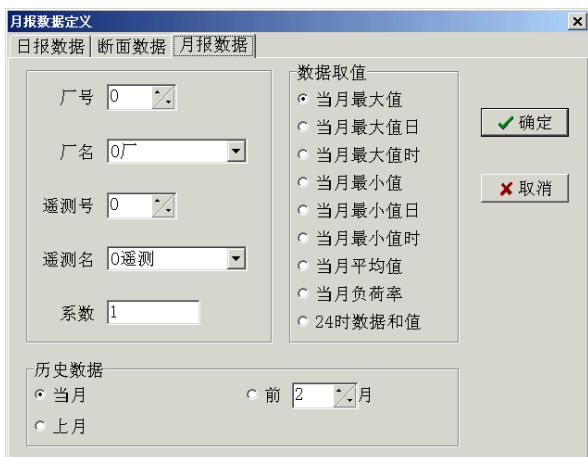 月报数据定义
日报数据 断面数据 月报数据
厂号 0
厂名 0厂
遥测号 0
遥测名 0遥测
系数 1
数据取值
当月最大值
当月最大值日
当月最大值时
当月最小值
当月最小值日
当月最小值时
当月平均值
当月负荷率
24时数据和值
确定
取消
历史数据
当月 前 2 月
上月